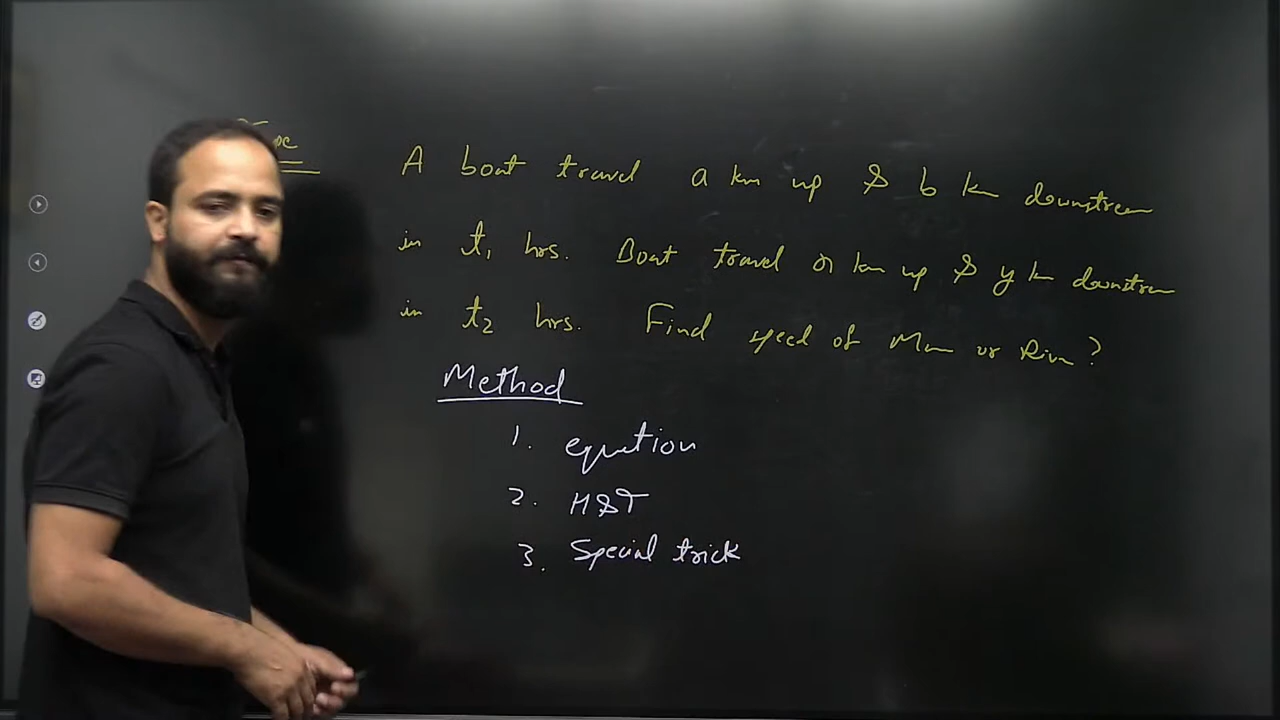 A boat travel a km up & b km downstream
in t₁ hrs. Boat travel x km up & y km downstream
in t₂ hrs. Find speed of Man or River?
Method
1. equation
2. H&T
3. Special trick